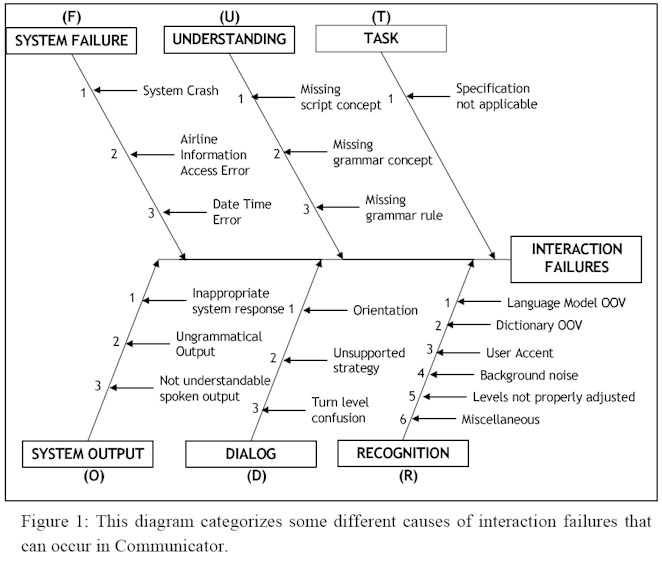 (F)
SYSTEM FAILURE
1
System Crash
2
Airline
Information
Access Error
3
Date Time
Error
(U)
UNDERSTANDING
1
Missing
script concept
2
Missing
grammar concept
3
Missing
grammar rule
(T)
TASK
1
Specification
not applicable
INTERACTION
FAILURES
1
Inappropriate
system response
2
Ungrammatical
Output
3
Not understandable
spoken output
SYSTEM OUTPUT
(O)
1
Orientation
2
Unsupported
strategy
3
Turn level
confusion
DIALOG
(D)
1
Language Model OOV
2
Dictionary OOV
3
User Accent
4
Background noise
5
Levels not properly adjusted
6
Miscellaneous
RECOGNITION
(R)
Figure 1: This diagram categorizes some different causes of interaction failures that
can occur in Communicator.